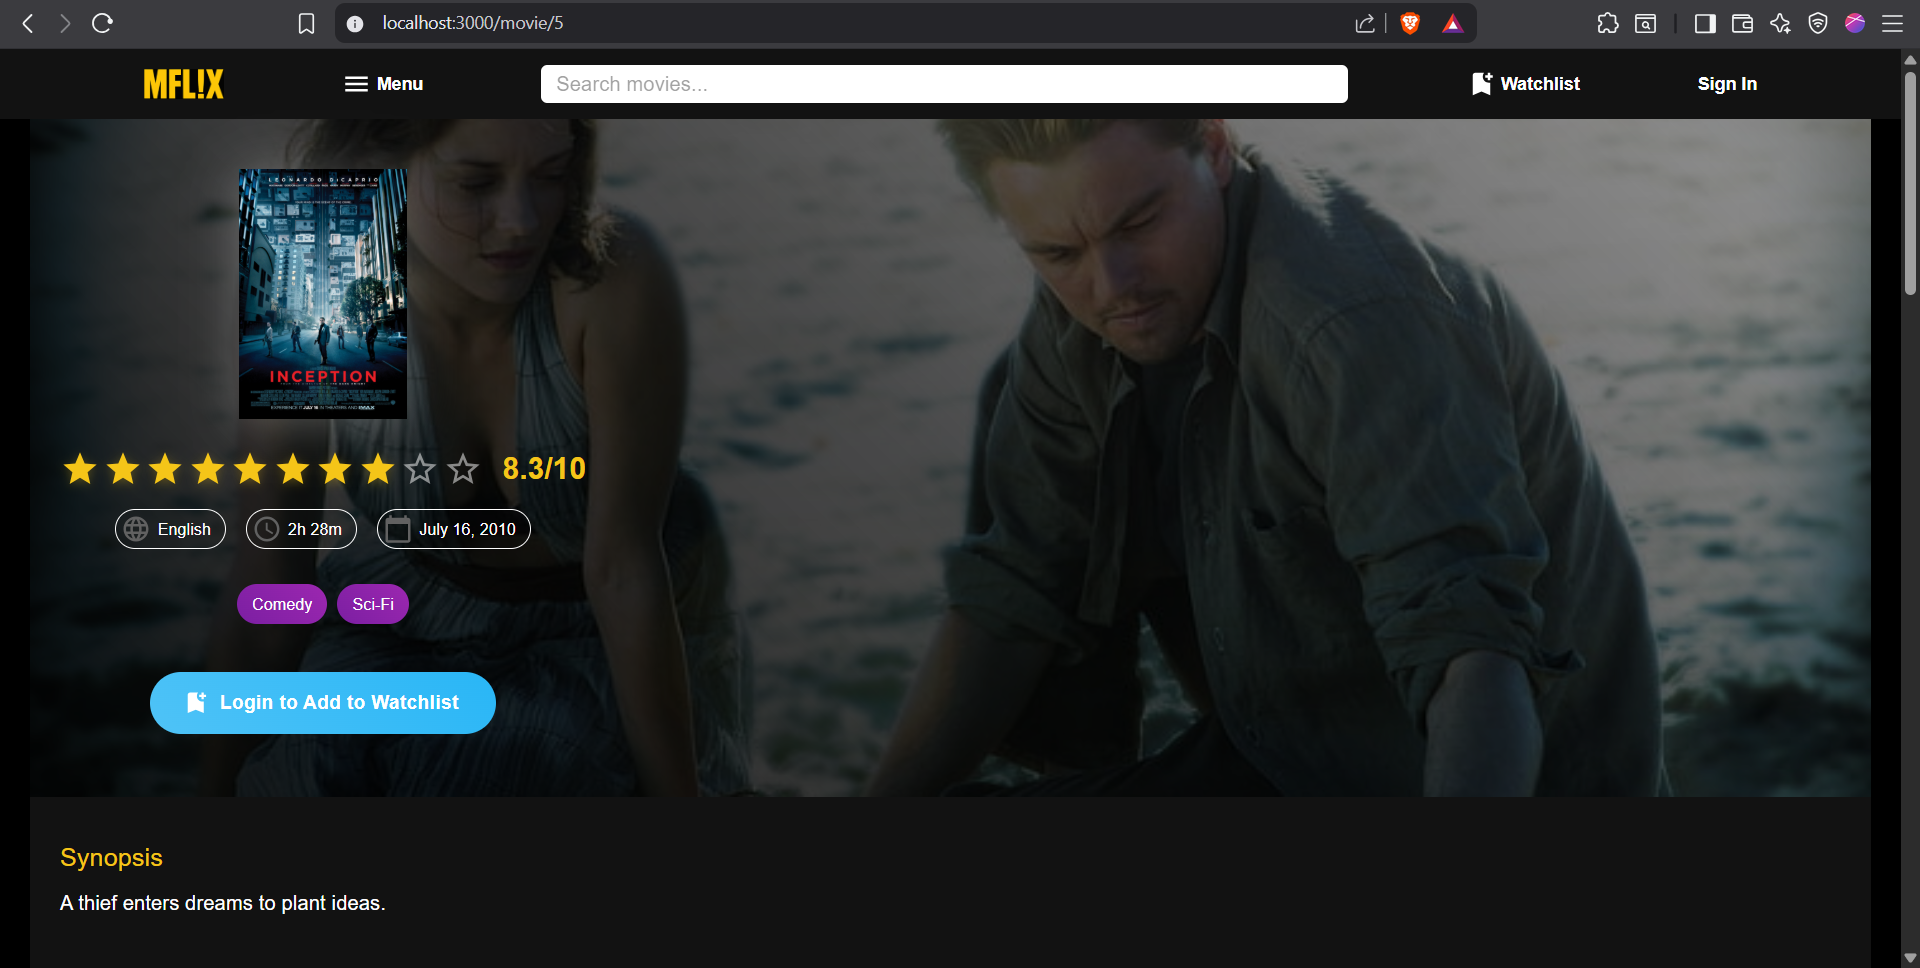 localhost:3000/movie/5
MFL!X
Menu
Search movies...
Watchlist
Sign In
LEONARDO DiCAPRIO
INCEPTION
8.3/10
English
2h 28m
July 16, 2010
Comedy
Sci-Fi
Login to Add to Watchlist
Synopsis
A thief enters dreams to plant ideas.